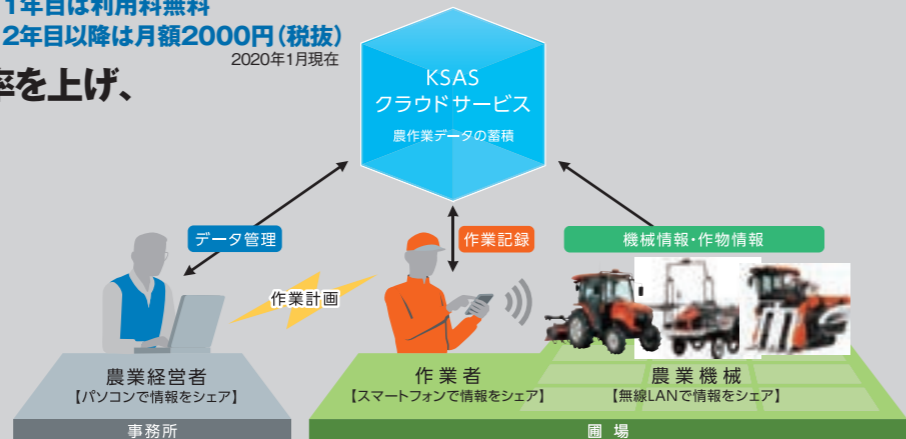 1年目は利用料無料
2年目以降は月額2000円(税抜)
2020年1月現在
率を上げ、
KSAS
クラウドサービス
農作業データの蓄積
データ管理
作業記録
機械情報・作物情報
作業計画
農業経営者
【パソコンで情報をシェア】
作業者
【スマートフォンで情報をシェア】
農業機械
【無線LANで情報をシェア】
事務所
圃場